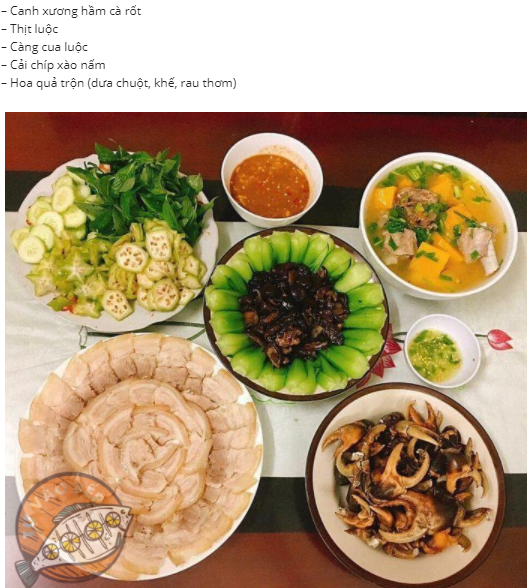 – Canh xương hầm cà rốt
– Thịt luộc
– Càng cua luộc
– Cải chíp xào nấm
– Hoa quả trộn (dưa chuột, khế, rau thơm)